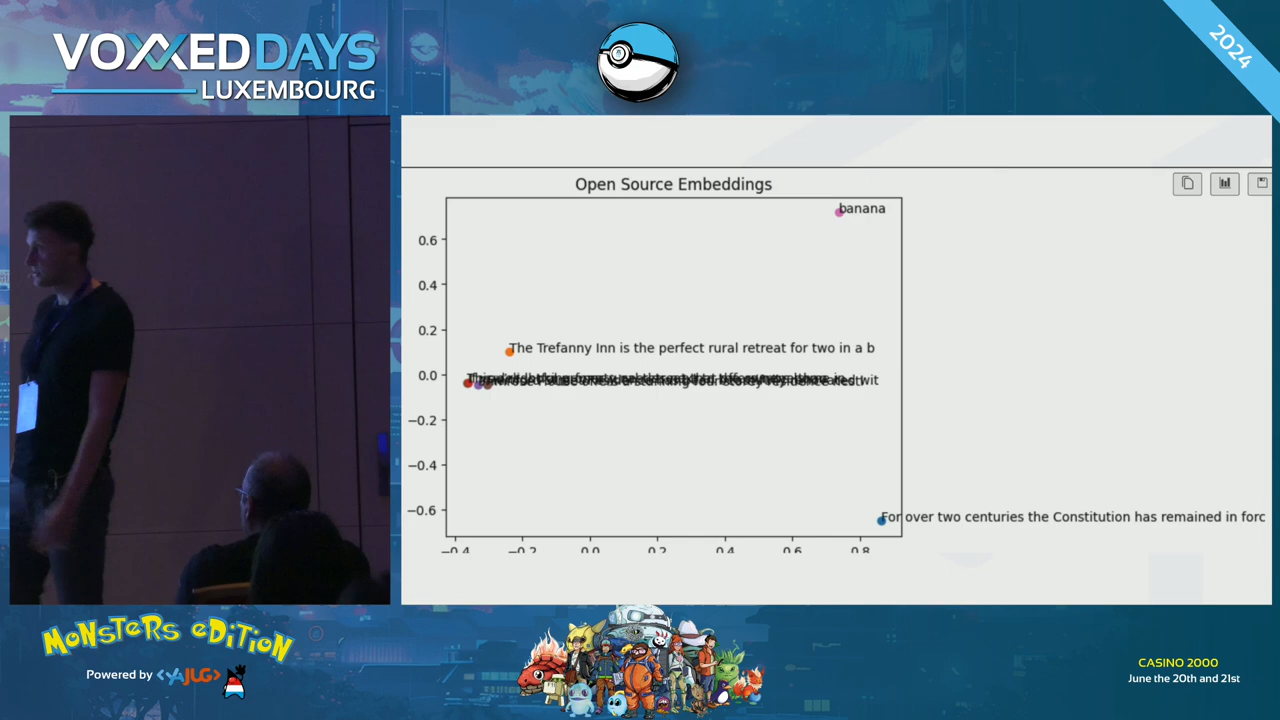 VOXXED DAYS
LUXEMBOURG
2024
Open Source Embeddings
banana
0.6
0.4
0.2
The Trefanny Inn is the perfect rural retreat for two in a b
0.0
−0.2
−0.4
−0.6
For over two centuries the Constitution has remained in forc
−0.4 −0.2 0.0 0.2 0.4 0.6 0.8
MONSTERS EDITION
Powered by <YAJUG>
CASINO 2000
June the 20th and 21st